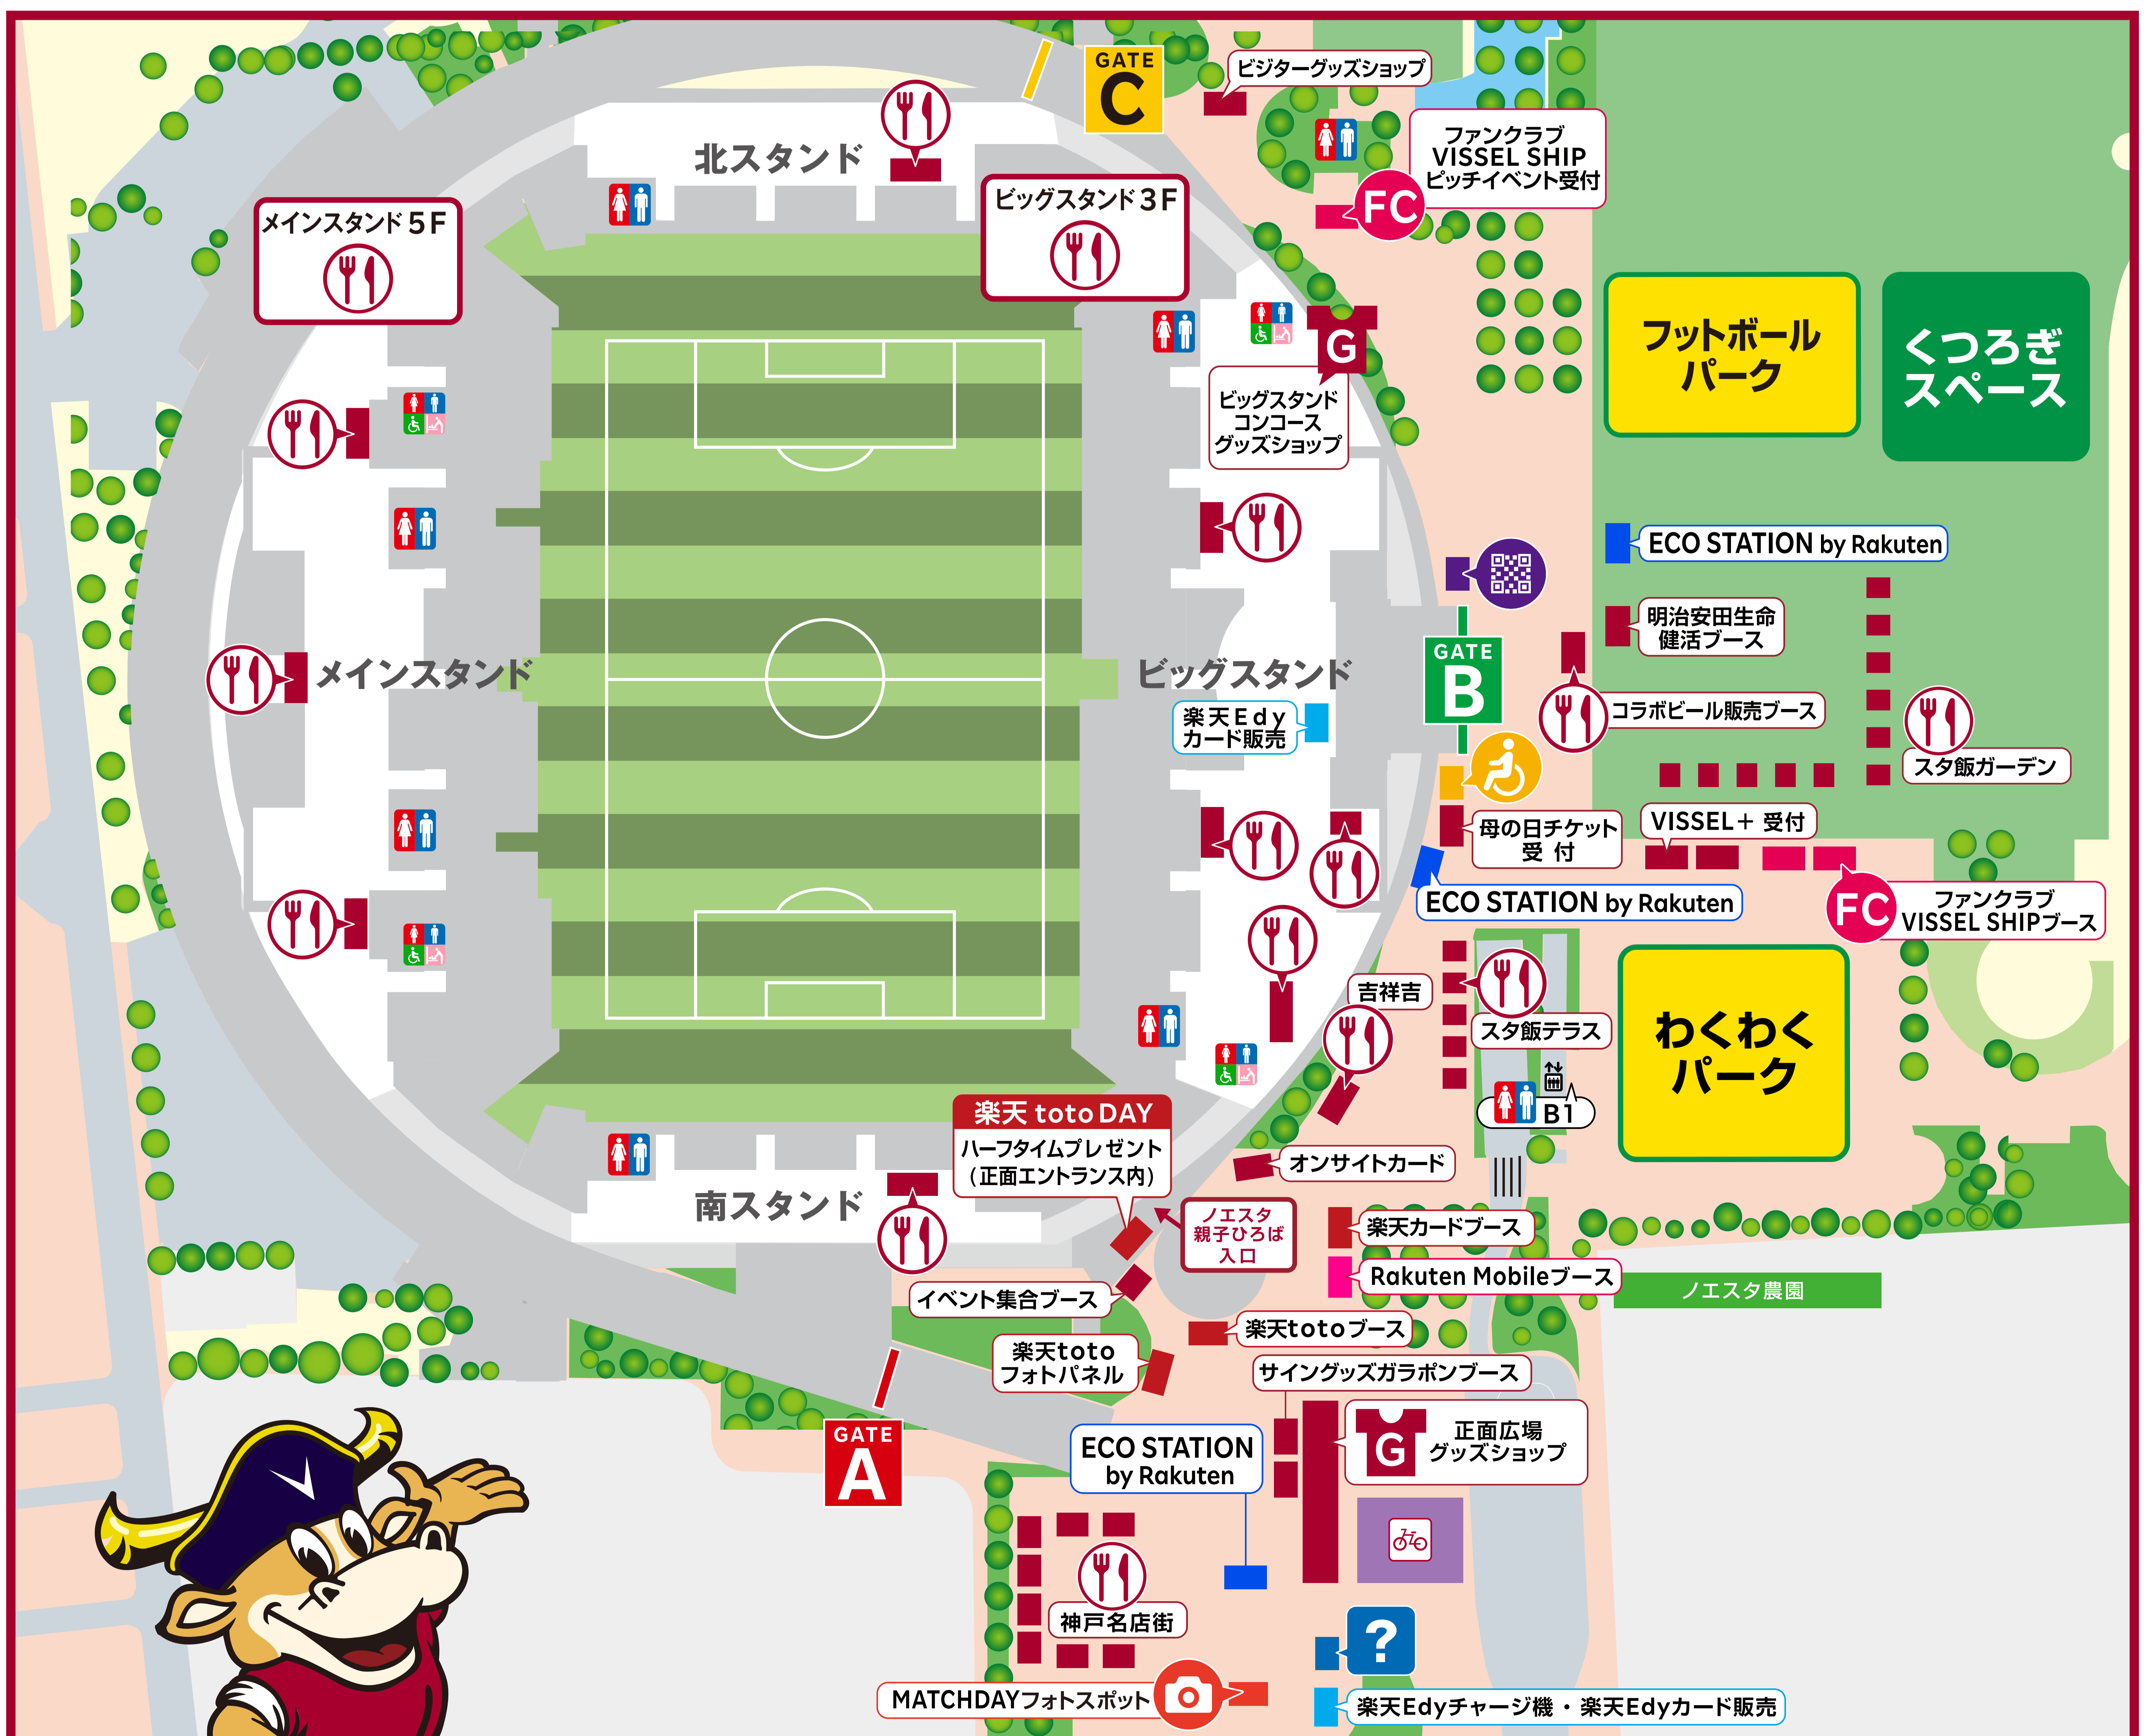 GATE
C
ビジターグッズショップ
ファンクラブ
VISSEL SHIP
ピッチイベント受付
FC
北スタンド
ビッグスタンド3F
メインスタンド5F
G
ビッグスタンド
コンコース
グッズショップ
フットボール
パーク
くつろぎ
スペース
ECO STATION by Rakuten
明治安田生命
健活ブース
GATE
B
コラボビール販売ブース
スタ飯ガーデン
メインスタンド
ビッグスタンド
楽天Edy
カード販売
母の日チケット
受付
VISSEL＋ 受付
ECO STATION by Rakuten
FC
ファンクラブ
VISSEL SHIPブース
吉祥吉
スタ飯テラス
B1
わくわく
パーク
楽天totoDAY
ハーフタイムプレゼント
(正面エントランス内)
オンサイトカード
南スタンド
ノエスタ
親子ひろば
入口
楽天カードブース
Rakuten Mobileブース
ノエスタ農園
イベント集合ブース
楽天totoブース
楽天toto
フォトパネル
サイングッズガラポンブース
GATE
A
ECO STATION
by Rakuten
G
正面広場
グッズショップ
神戸名店街
?
MATCHDAYフォトスポット
楽天Edyチャージ機・楽天Edyカード販売